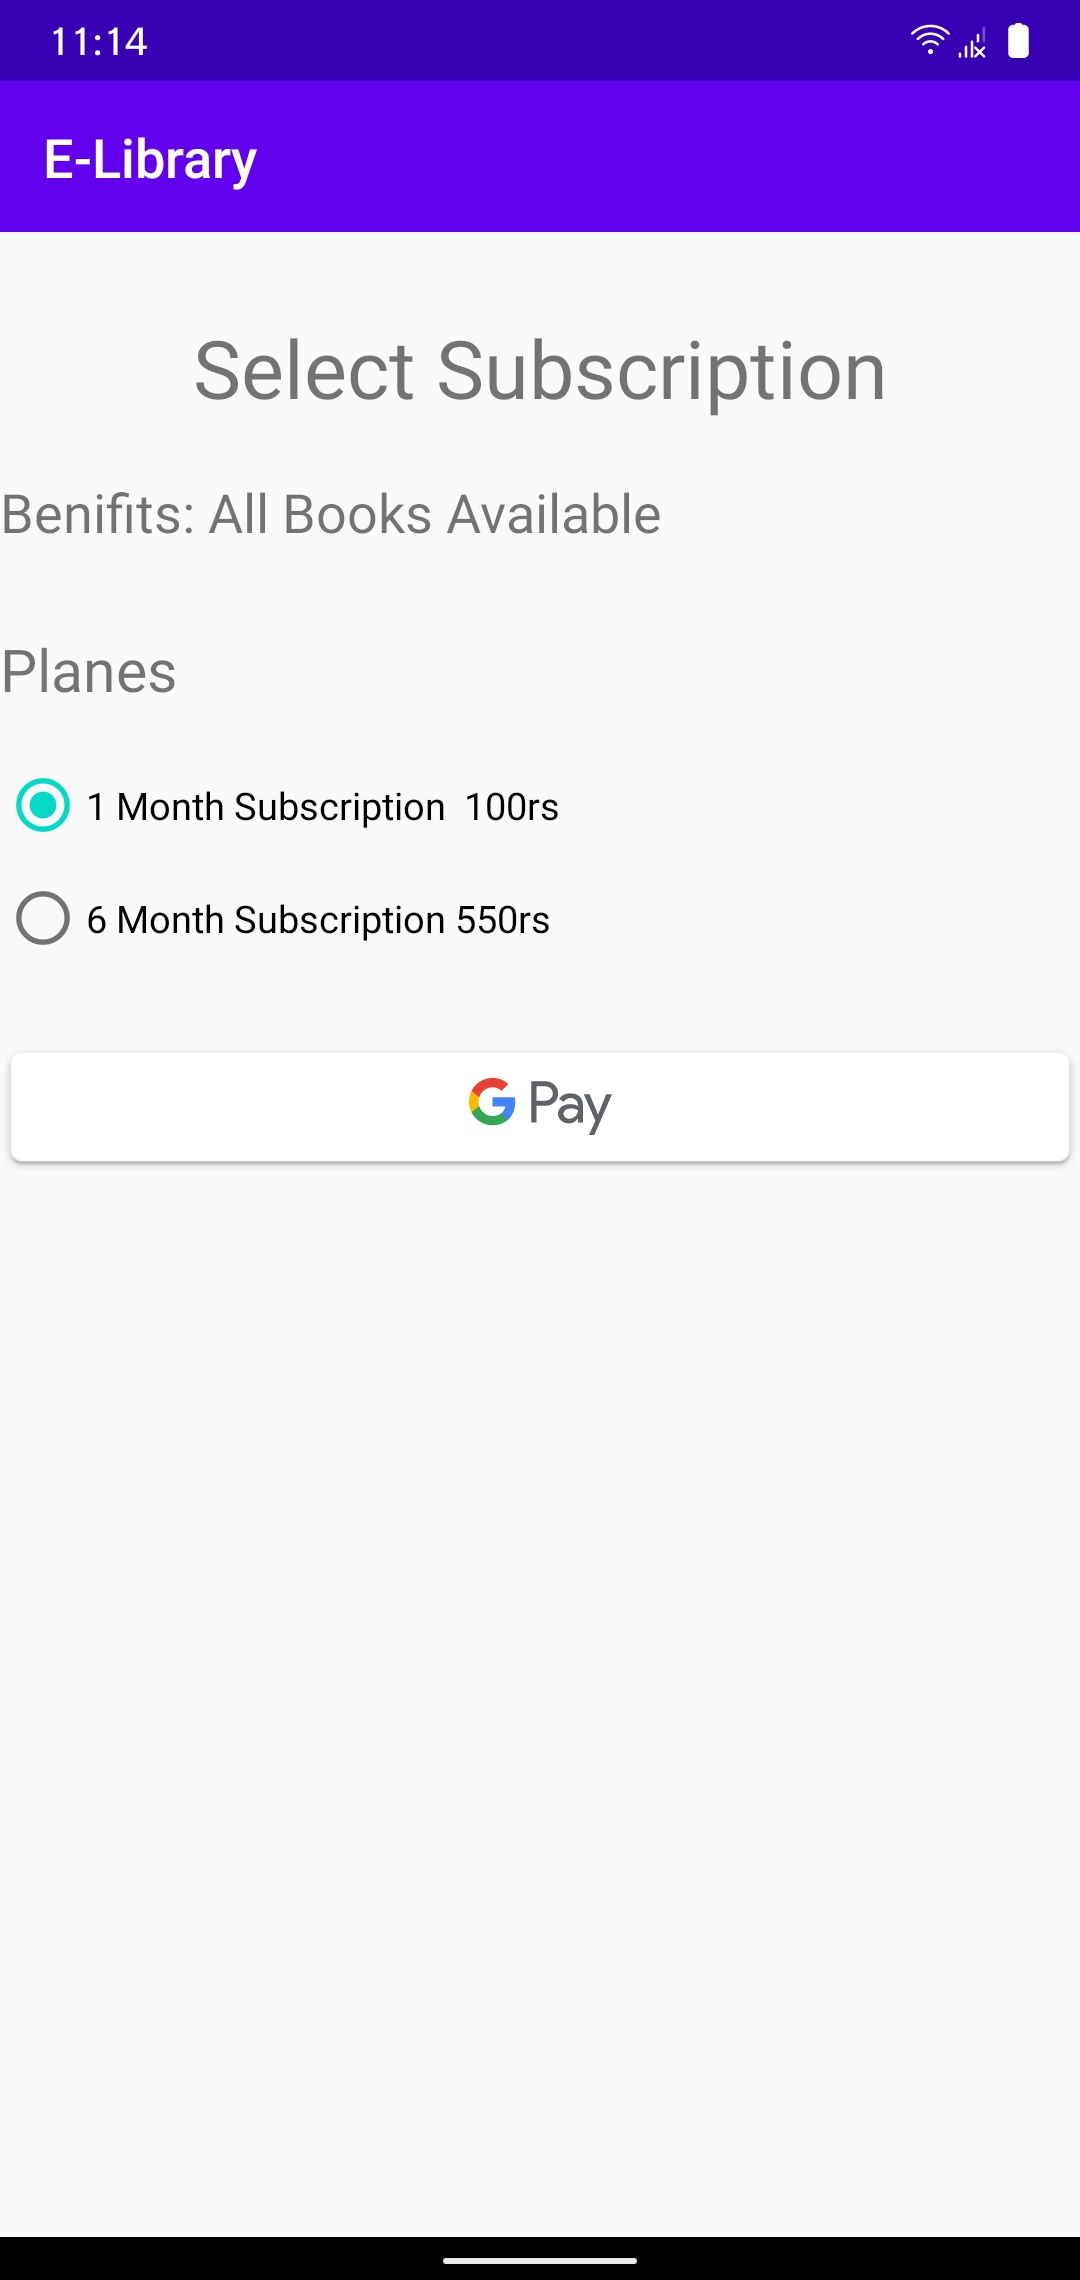 11:14
E-Library
Select Subscription
Benifits: All Books Available
Planes
1 Month Subscription  100rs
6 Month Subscription 550rs
G Pay